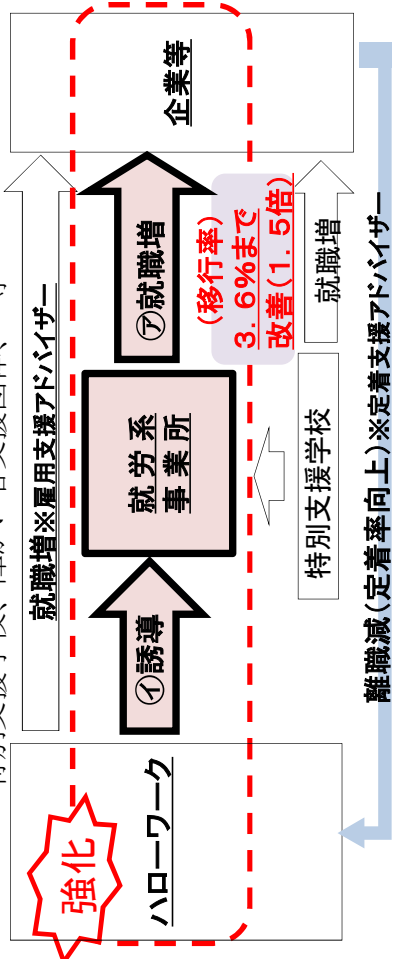 就職増※雇用支援アドバイザー
強化
ハローワーク
㋑誘導
就労系
事業所
㋐就職増
企業等
(移行率)
3.6%まで
改善(1.5倍)
特別支援学校
就職増
離職減(定着率向上)※定着支援アドバイザー